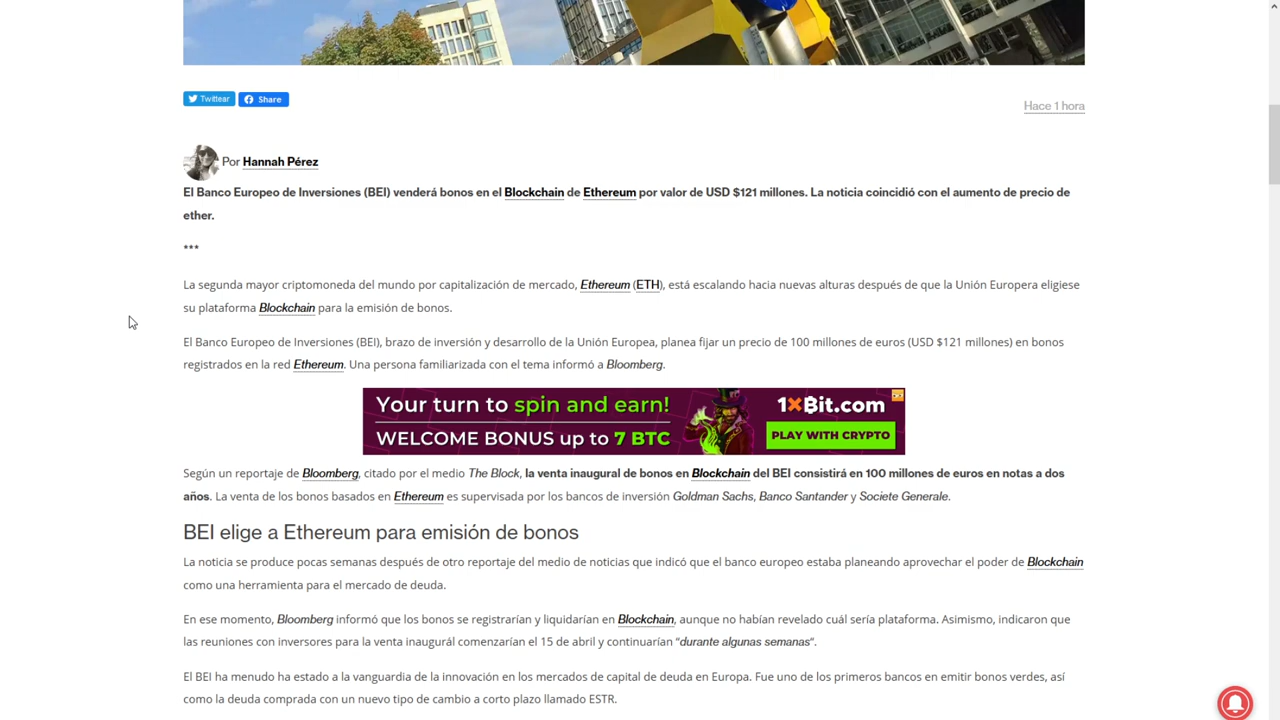 Twittear
Share
Hace 1 hora
Por Hannah Pérez
El Banco Europeo de Inversiones (BEI) venderá bonos en el Blockchain de Ethereum por valor de USD $121 millones. La noticia coincidió con el aumento de precio de
ether.
***
La segunda mayor criptomoneda del mundo por capitalización de mercado, Ethereum (ETH), está escalando hacia nuevas alturas después de que la Unión Europera eligiese
su plataforma Blockchain para la emisión de bonos.
El Banco Europeo de Inversiones (BEI), brazo de inversión y desarrollo de la Unión Europea, planea fijar un precio de 100 millones de euros (USD $121 millones) en bonos
registrados en la red Ethereum. Una persona familiarizada con el tema informó a Bloomberg.
Your turn to spin and earn!
WELCOME BONUS up to 7 BTC
1×Bit.com
PLAY WITH CRYPTO
Según un reportaje de Bloomberg, citado por el medio The Block, la venta inaugural de bonos en Blockchain del BEI consistirá en 100 millones de euros en notas a dos
años. La venta de los bonos basados en Ethereum es supervisada por los bancos de inversión Goldman Sachs, Banco Santander y Societe Generale.
BEI elige a Ethereum para emisión de bonos
La noticia se produce pocas semanas después de otro reportaje del medio de noticias que indicó que el banco europeo estaba planeando aprovechar el poder de Blockchain
como una herramienta para el mercado de deuda.
En ese momento, Bloomberg informó que los bonos se registrarían y liquidarían en Blockchain, aunque no habían revelado cuál sería plataforma. Asimismo, indicaron que
las reuniones con inversores para la venta inaugurál comenzarían el 15 de abril y continuarían “durante algunas semanas“.
El BEI ha menudo ha estado a la vanguardia de la innovación en los mercados de capital de deuda en Europa. Fue uno de los primeros bancos en emitir bonos verdes, así
como la deuda comprada con un nuevo tipo de cambio a corto plazo llamado ESTR.